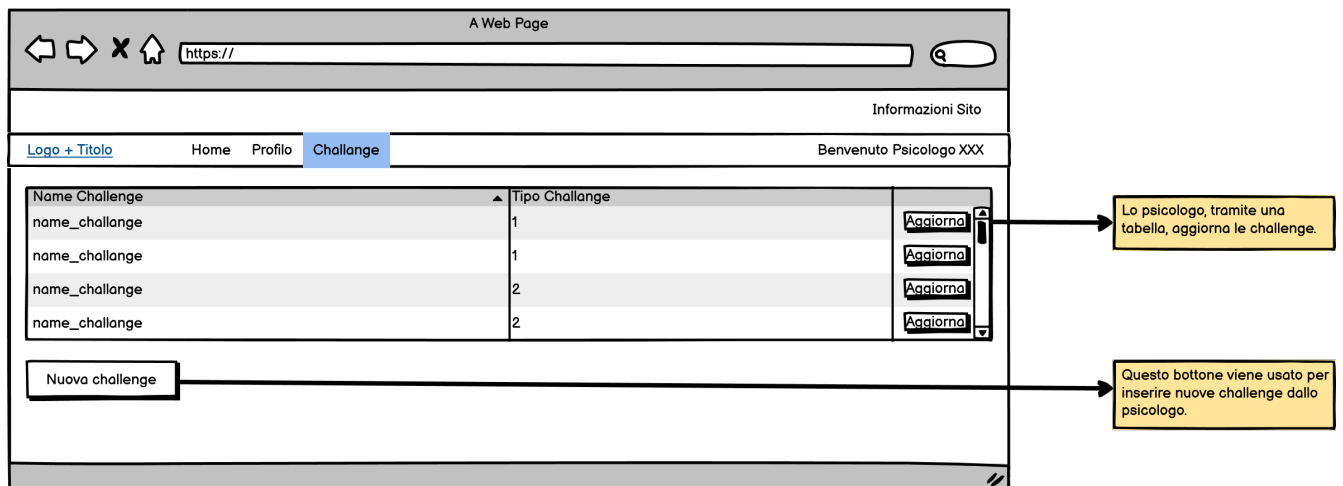 A Web Page
https://
Informazioni Sito
Logo + Titolo Home Profilo Challange Benvenuto Psicologo XXX
Name Challenge Tipo Challange
name_challange 1 Aggiorna
name_challange 1 Aggiorna
name_challange 2 Aggiorna
name_challange 2 Aggiorna
Nuova challenge
Lo psicologo, tramite una
tabella, aggiorna le challenge.
Questo bottone viene usato per
inserire nuove challenge dallo
psicologo.